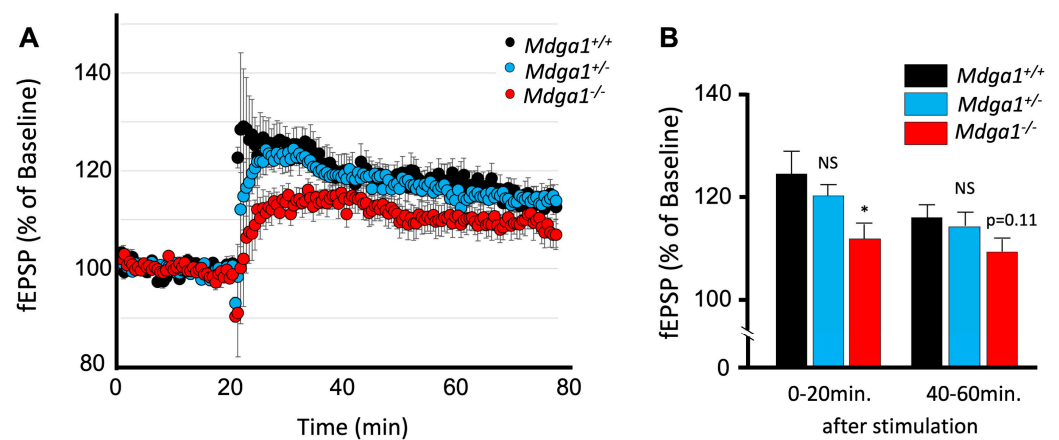 A
fEPSP (% of Baseline)
140
120
100
80
0
20
40
60
80
Time (min)
Mdga1+/+
Mdga1+/-
Mdga1-/-
B
fEPSP (% of Baseline)
140
120
100
0
Mdga1+/+
Mdga1+/-
Mdga1-/-
NS
*
NS
p=0.11
0-20min.
40-60min.
after stimulation